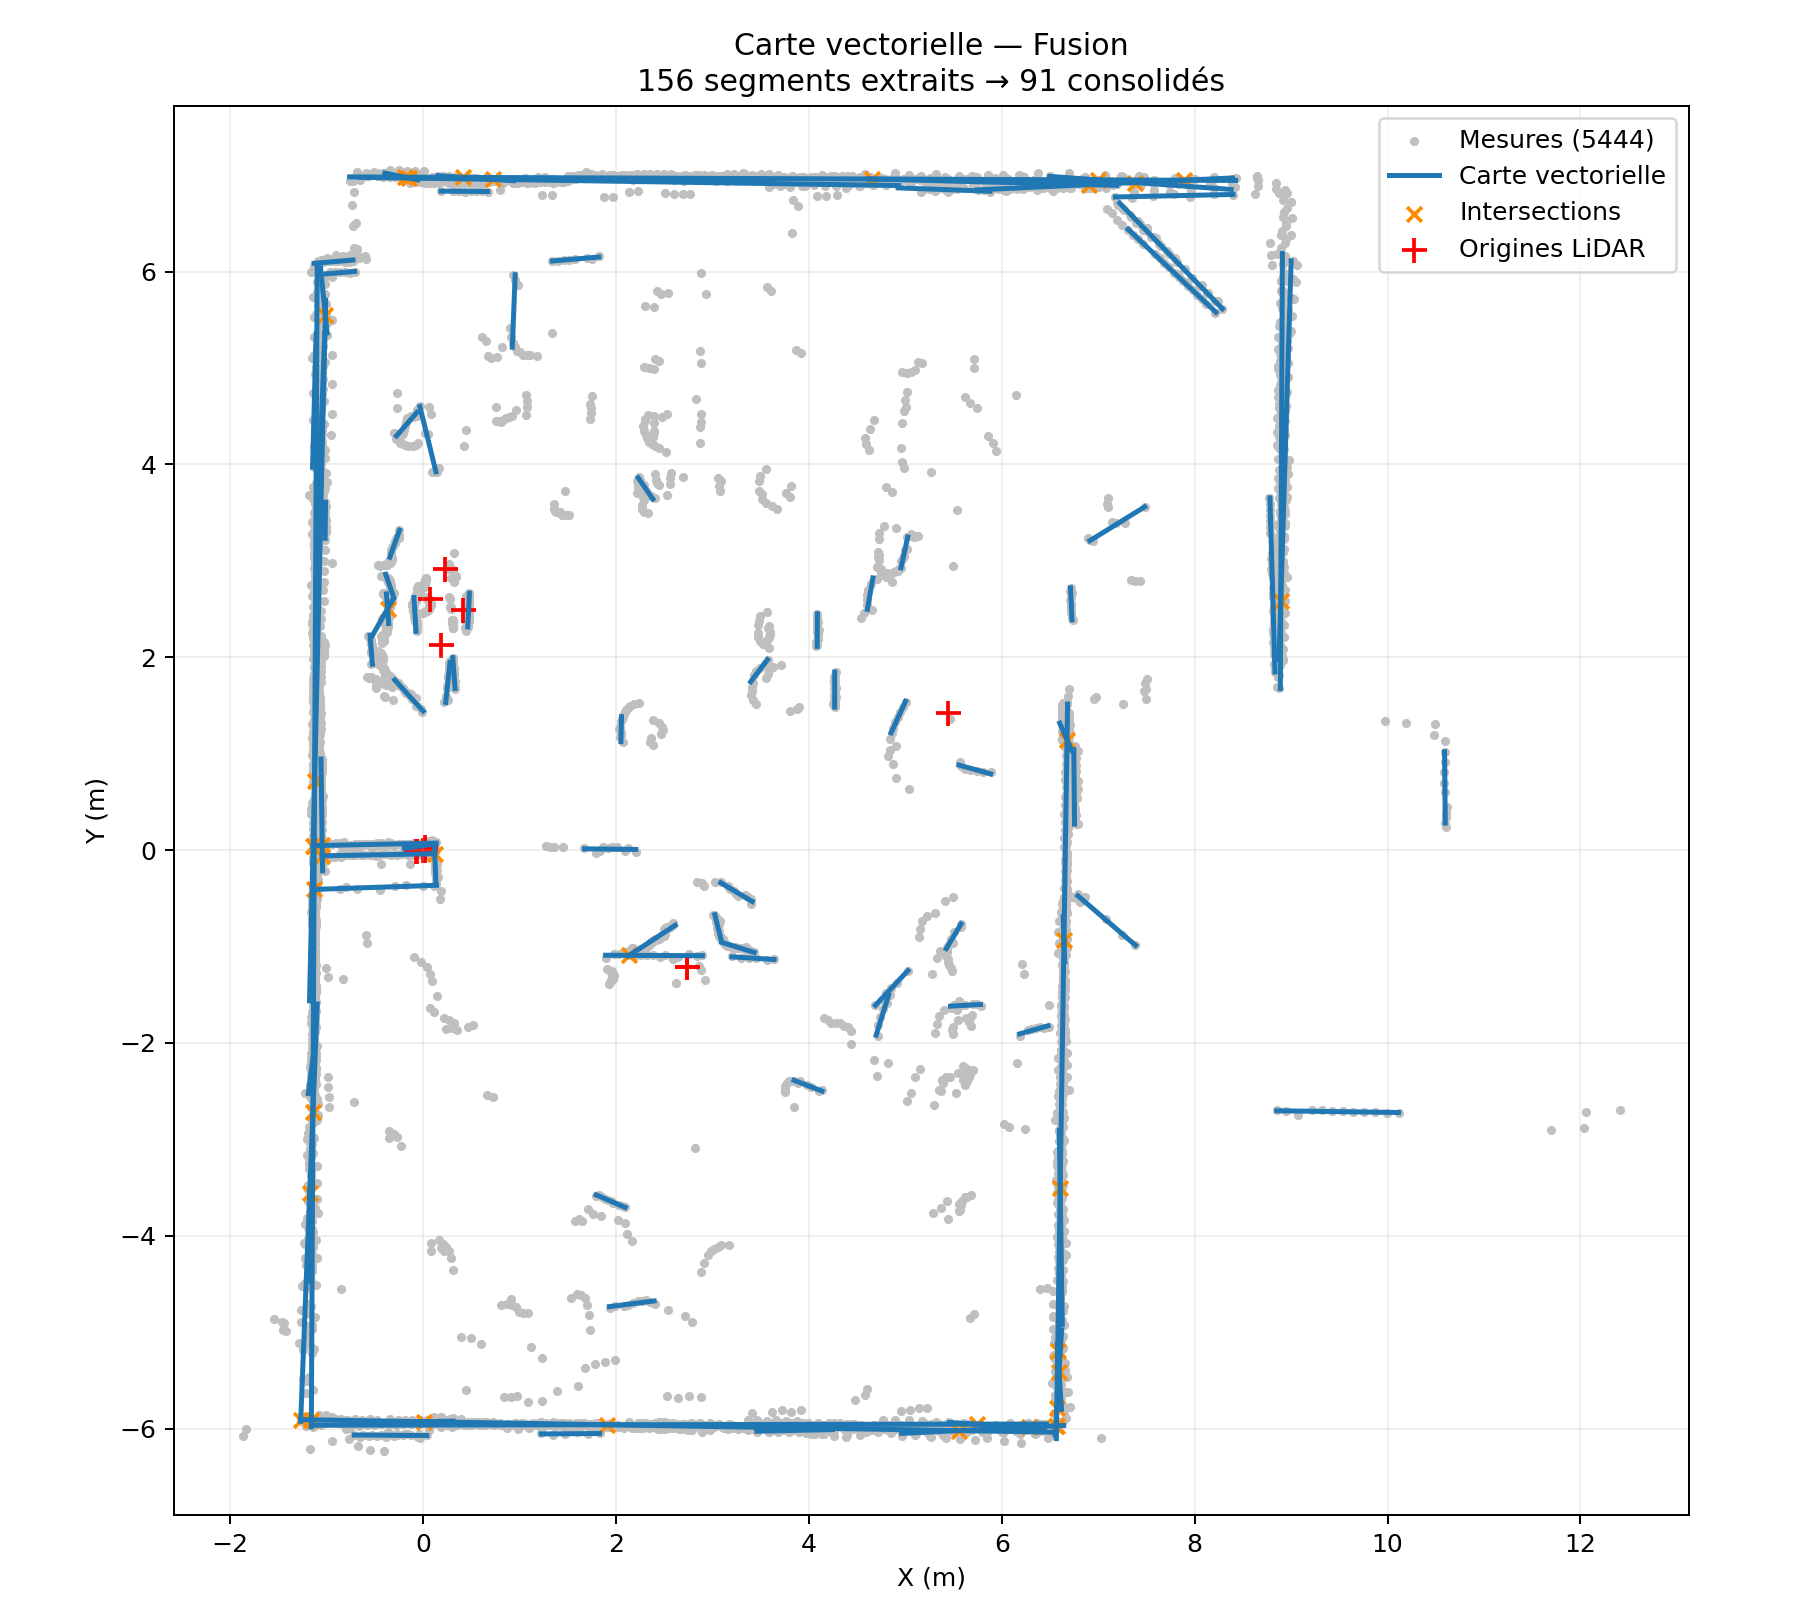 Carte vectorielle — Fusion
156 segments extraits → 91 consolidés
Mesures (5444)
Carte vectorielle
Intersections
Origines LiDAR
6
4
2
0
−2
−4
−6
Y (m)
−2
0
2
4
6
8
10
12
X (m)